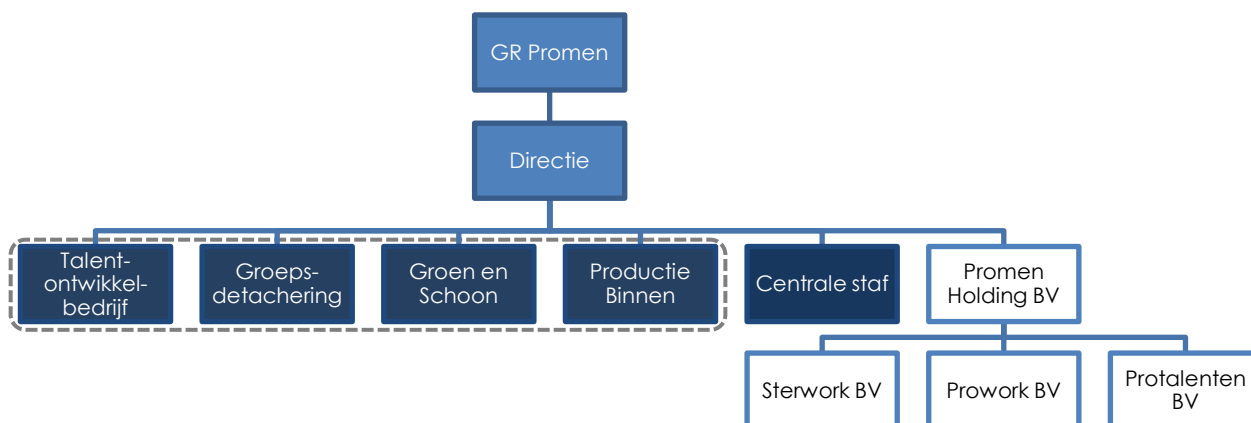 GR Promen
Directie
Talent-
ontwikkel-
bedrijf
Groeps-
detachering
Groen en
Schoon
Productie
Binnen
Centrale staf
Promen
Holding BV
Sterwork BV
Prowork BV
Protalenten
BV